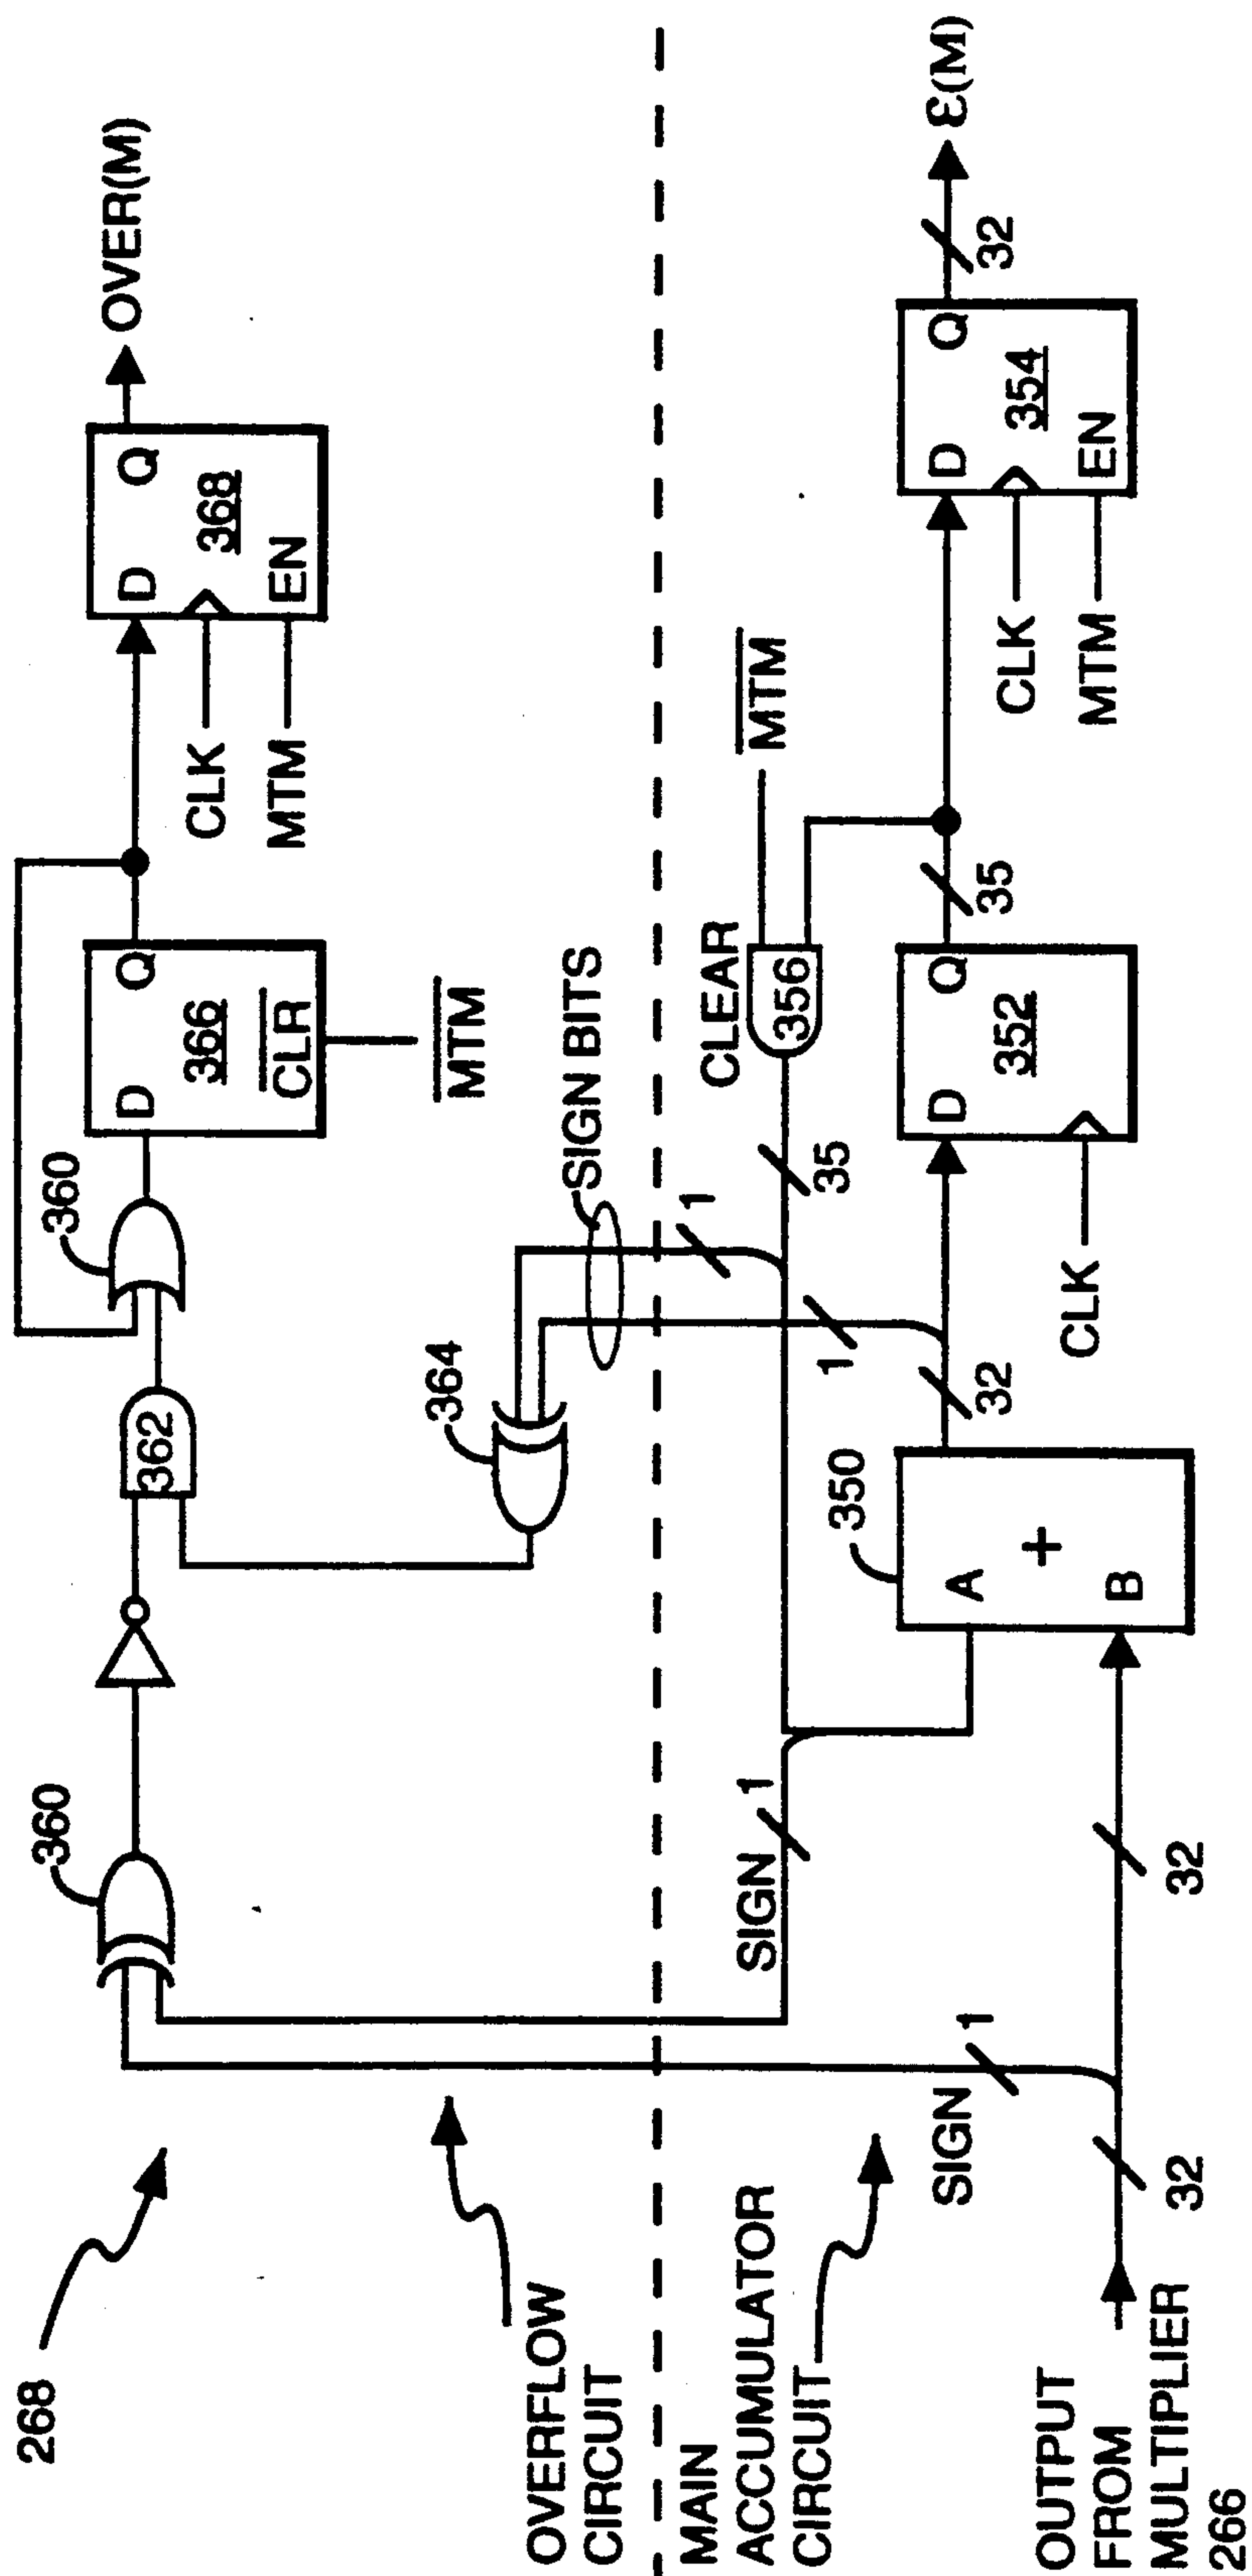 268
360
362
360
D
Q
366
CLR
MTM
D
Q
368
EN
CLK
MTM
OVER(M)
OVERFLOW
CIRCUIT
364
SIGN BITS
MAIN
ACCUMULATOR
CIRCUIT
SIGN
1
1
1
35
CLEAR
356
MTM
OUTPUT
FROM
MULTIPLIER
266
32
SIGN
1
32
350
A
+
B
32
CLK
D
Q
352
35
CLK
MTM
D
Q
354
EN
32
ε(M)